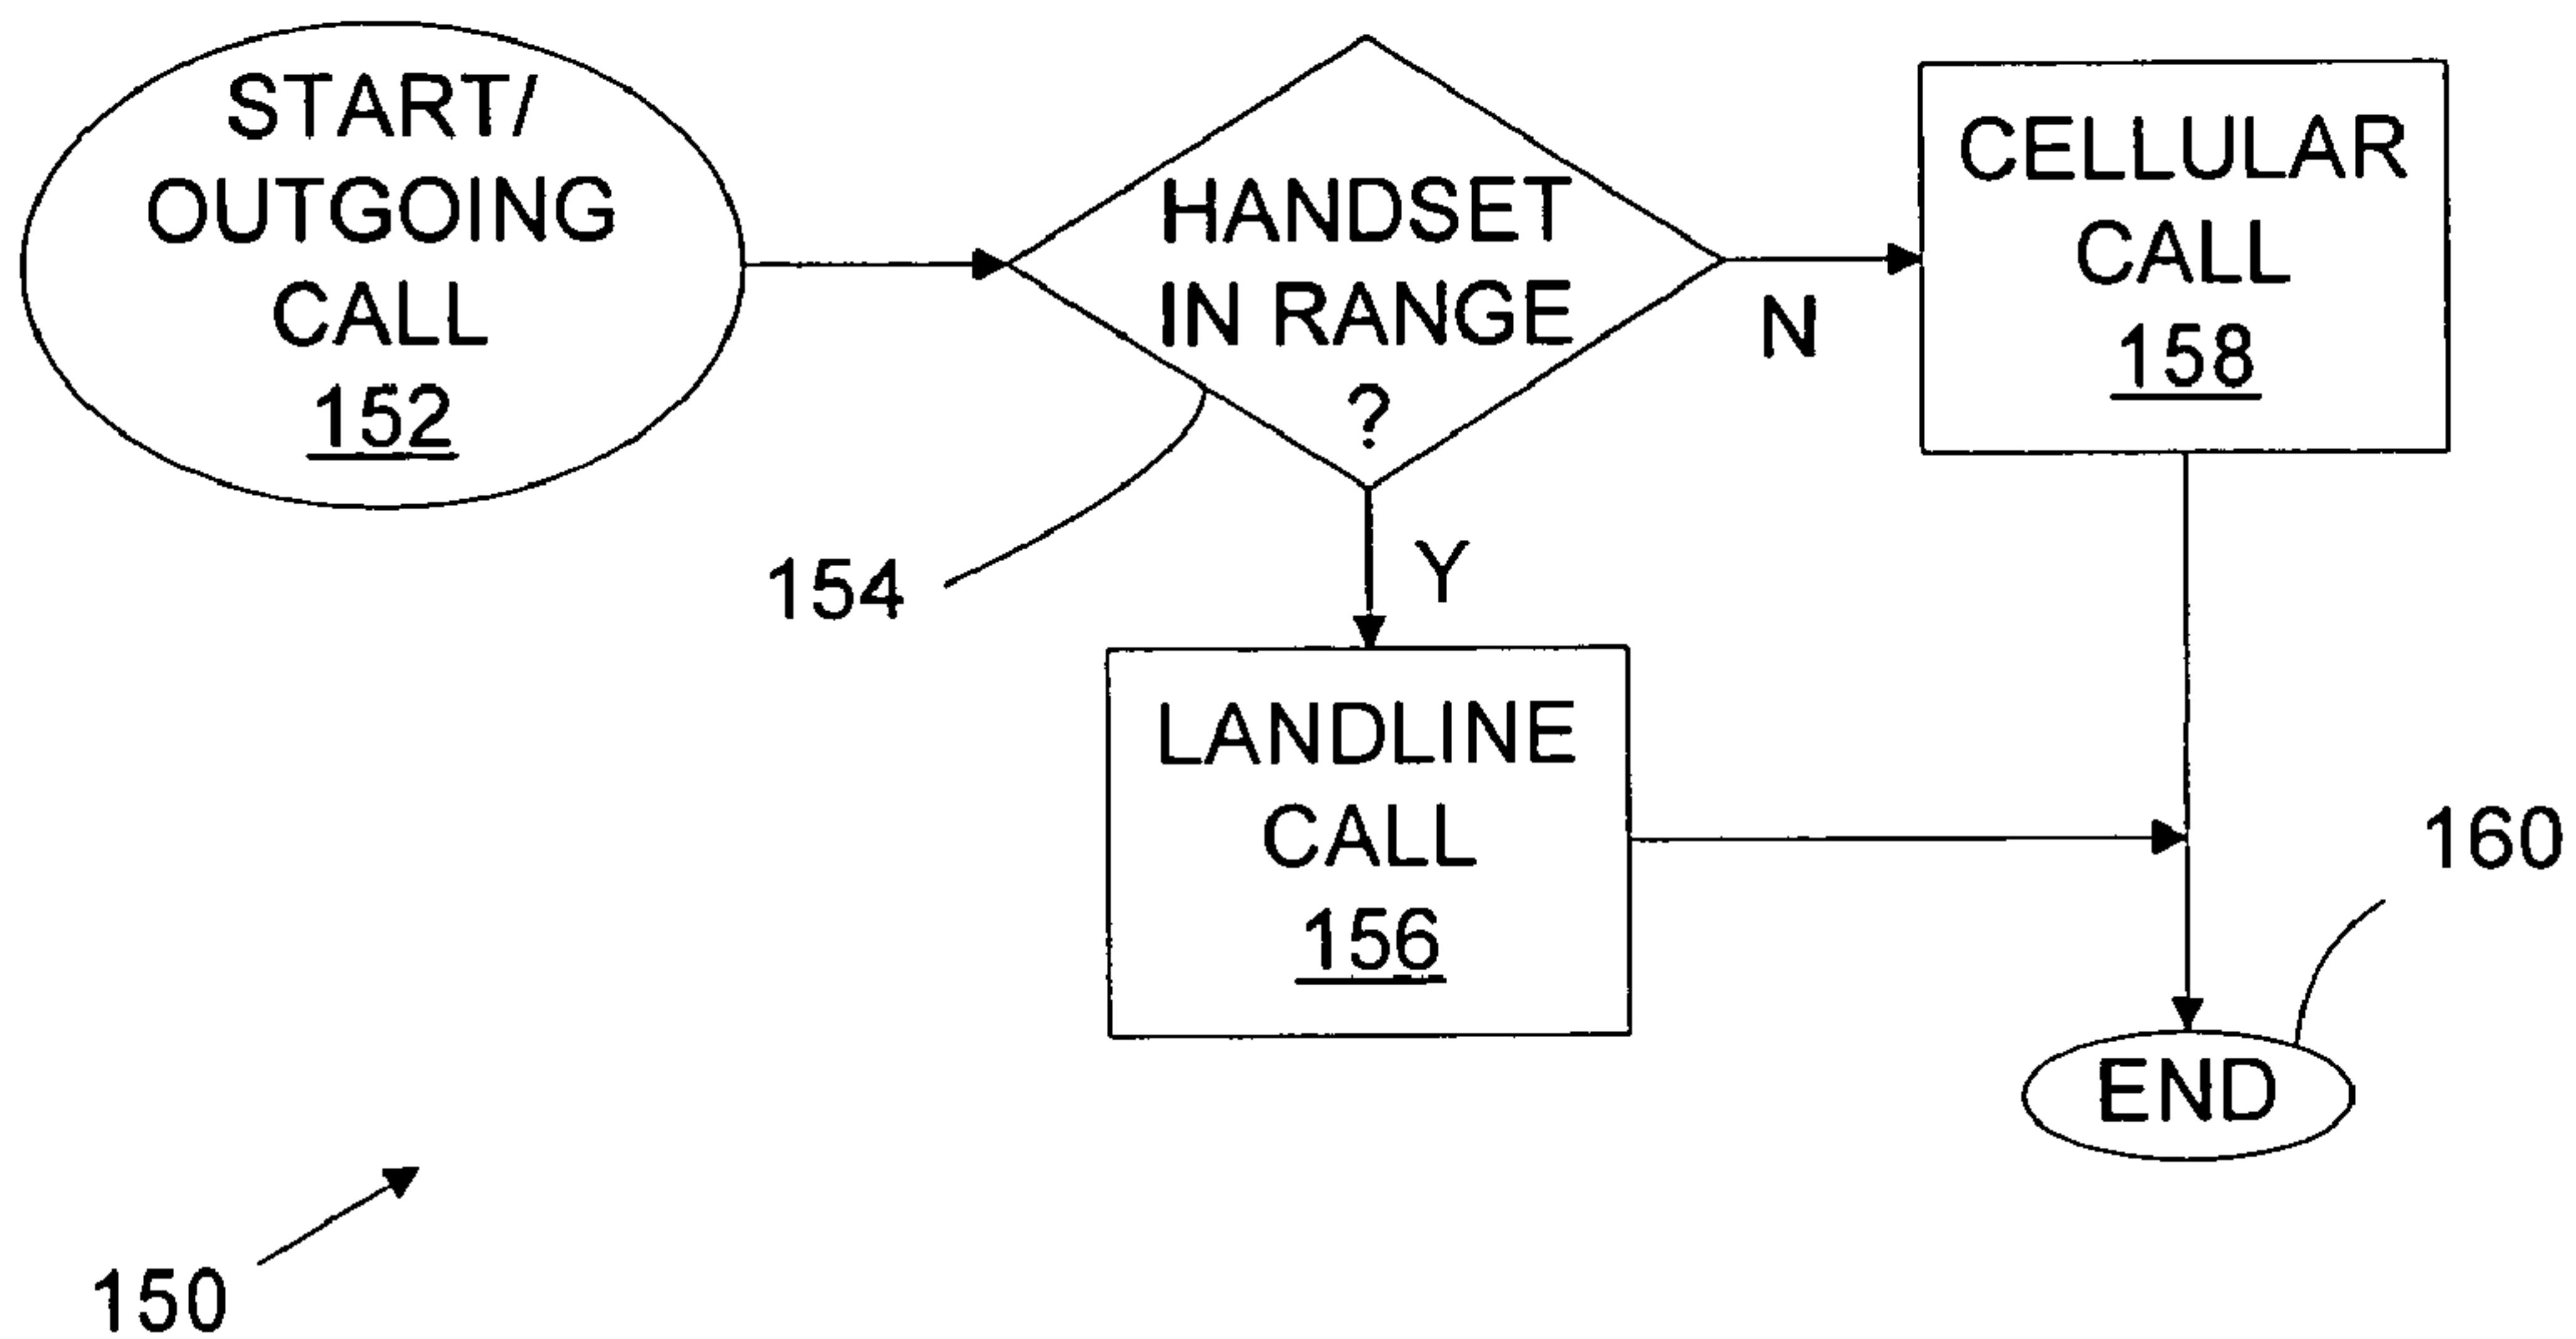 START/
OUTGOING
CALL
152
HANDSET
IN RANGE
?
154
N
CELLULAR
CALL
158
Y
LANDLINE
CALL
156
160
END
150